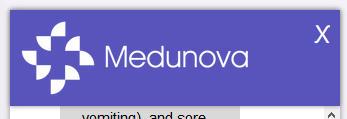 X
Medunova
vomiting), and sore